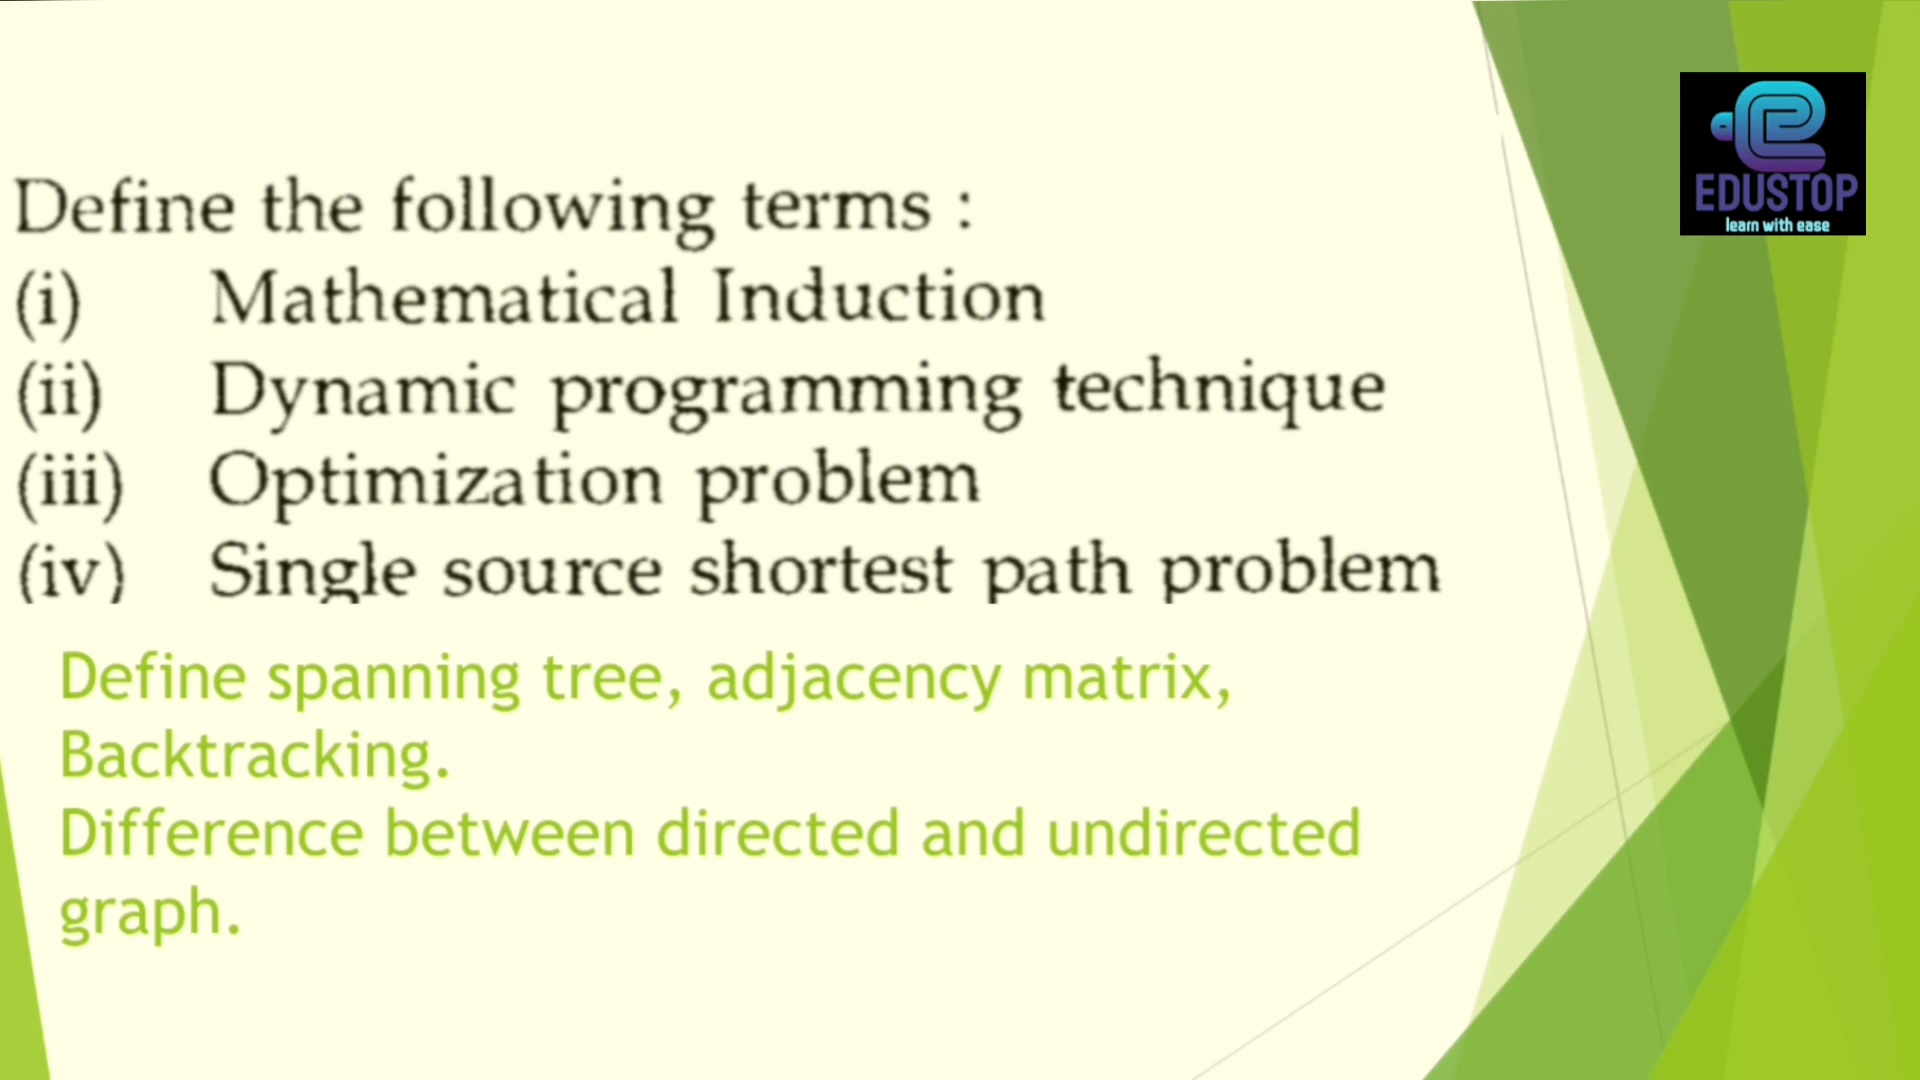 EDUSTOP
learn with ease
Define the following terms :
(i) Mathematical Induction
(ii) Dynamic programming technique
(iii) Optimization problem
(iv) Single source shortest path problem
Define spanning tree, adjacency matrix,
Backtracking.
Difference between directed and undirected
graph.